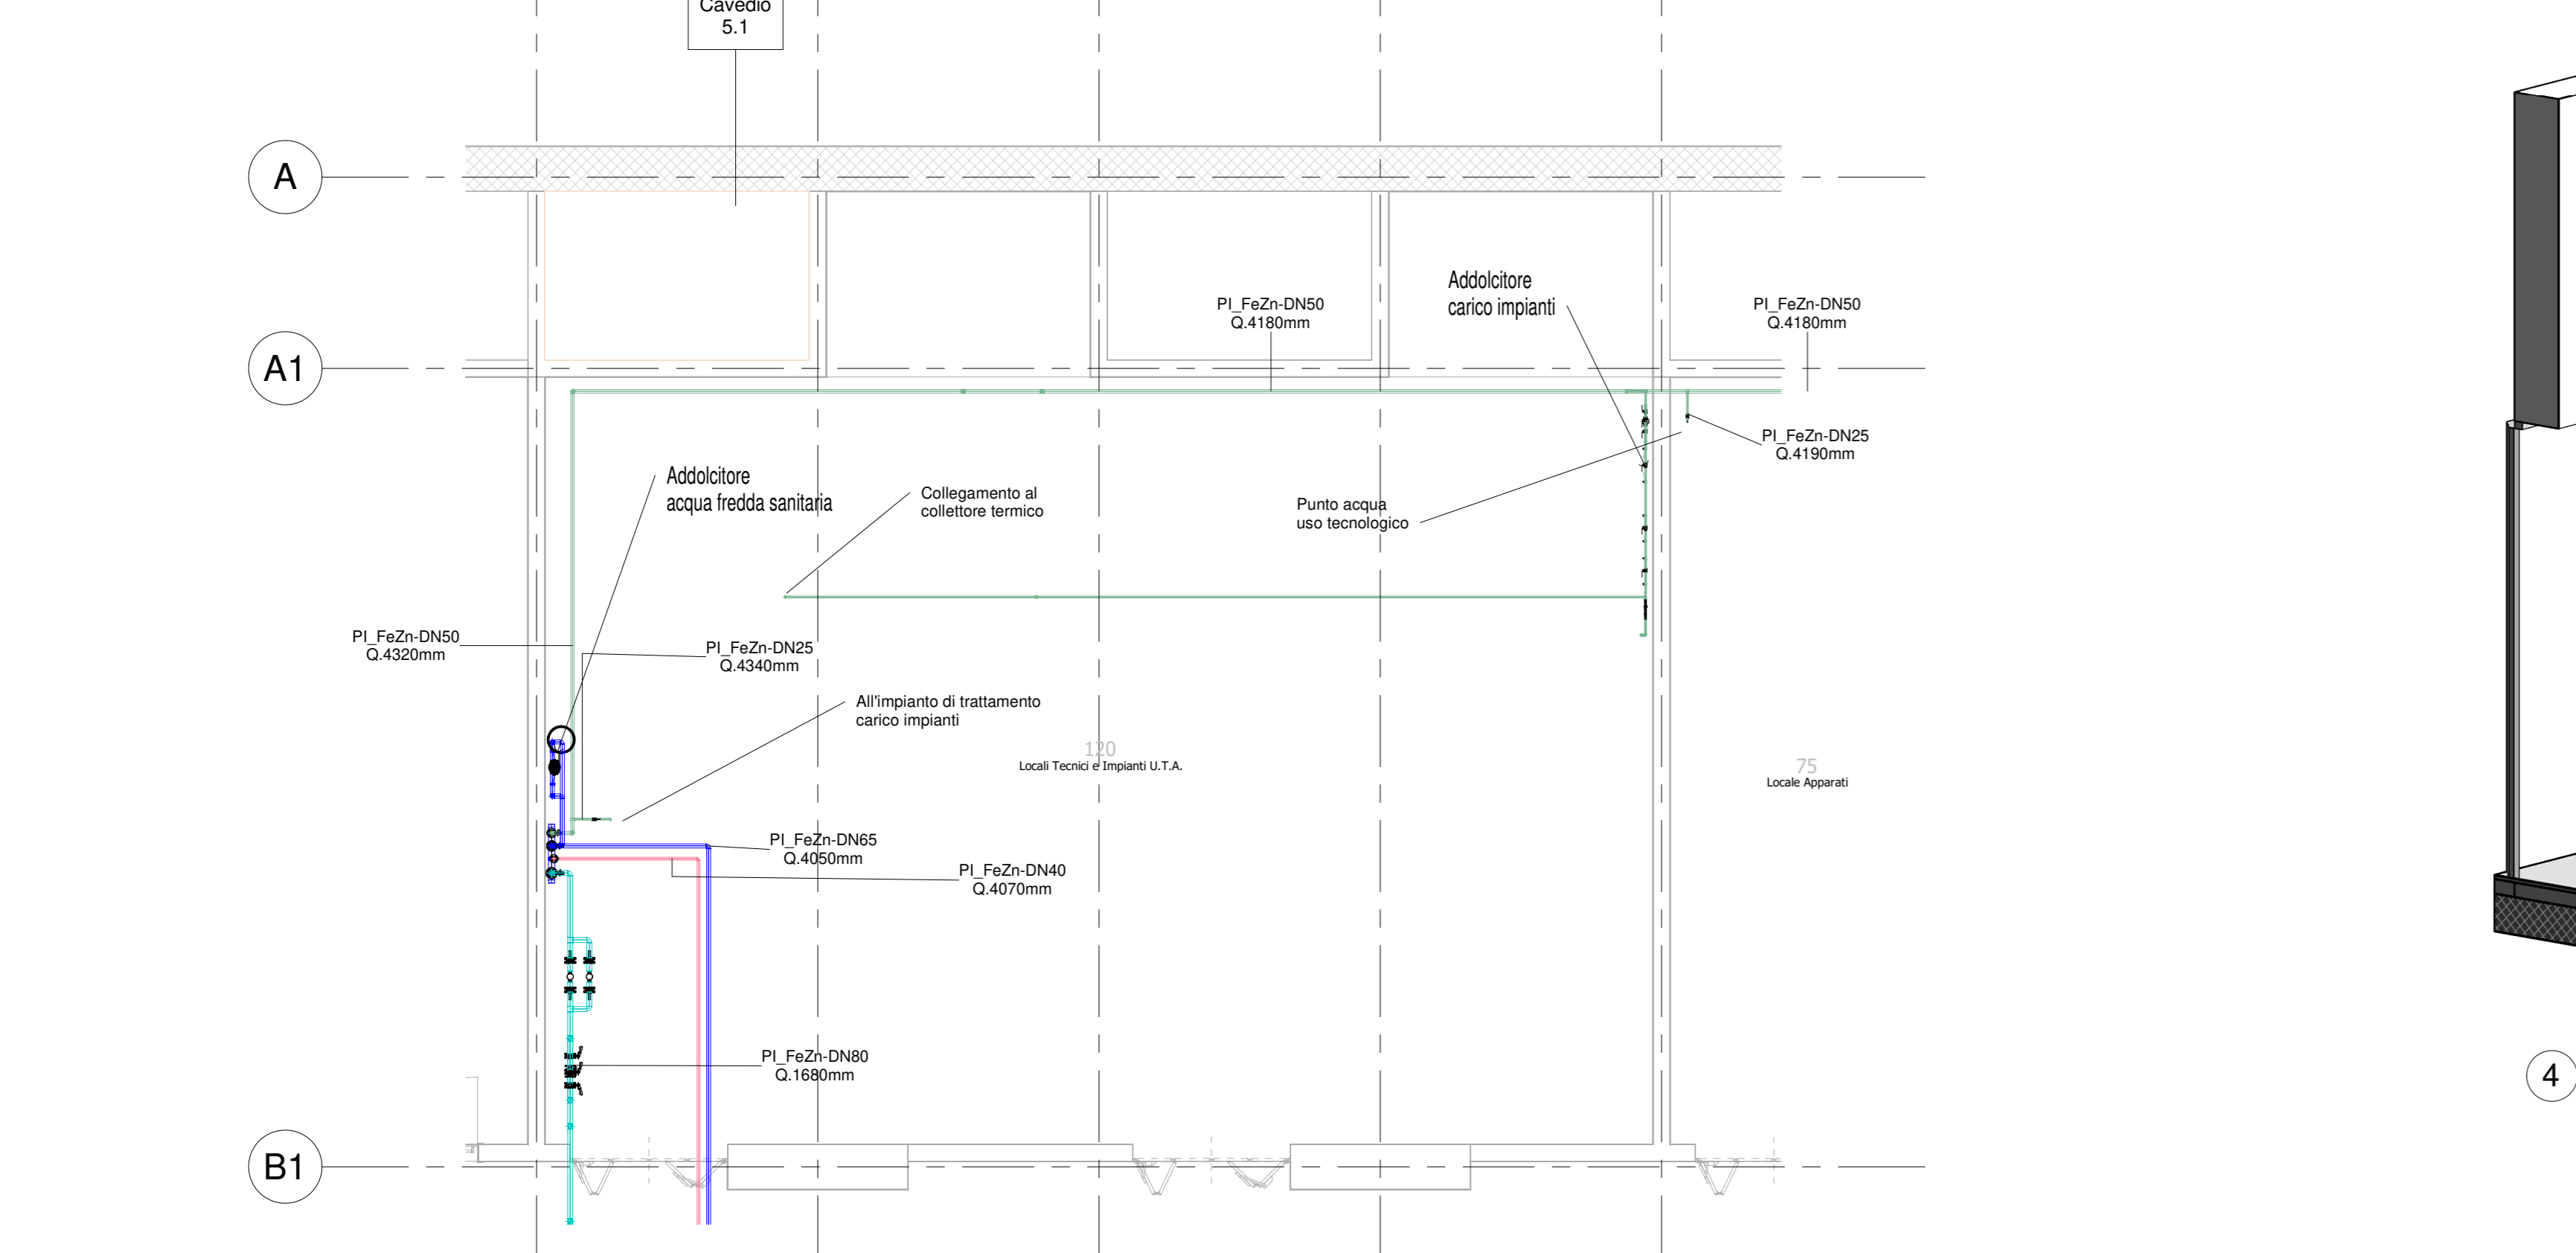 Cavedio
5.1
A
A1
Addolcitore
carico impianti
PI_FeZn-DN50
Q.4180mm
PI_FeZn-DN50
Q.4180mm
PI_FeZn-DN25
Q.4190mm
Addolcitore
acqua fredda sanitaria
Collegamento al
collettore termico
Punto acqua
uso tecnologico
PI_FeZn-DN50
Q.4320mm
PI_FeZn-DN25
Q.4340mm
All'impianto di trattamento
carico impianti
120
Locali Tecnici e Impianti U.T.A.
75
Locale Apparati
PI_FeZn-DN65
Q.4050mm
PI_FeZn-DN40
Q.4070mm
PI_FeZn-DN80
Q.1680mm
4
B1